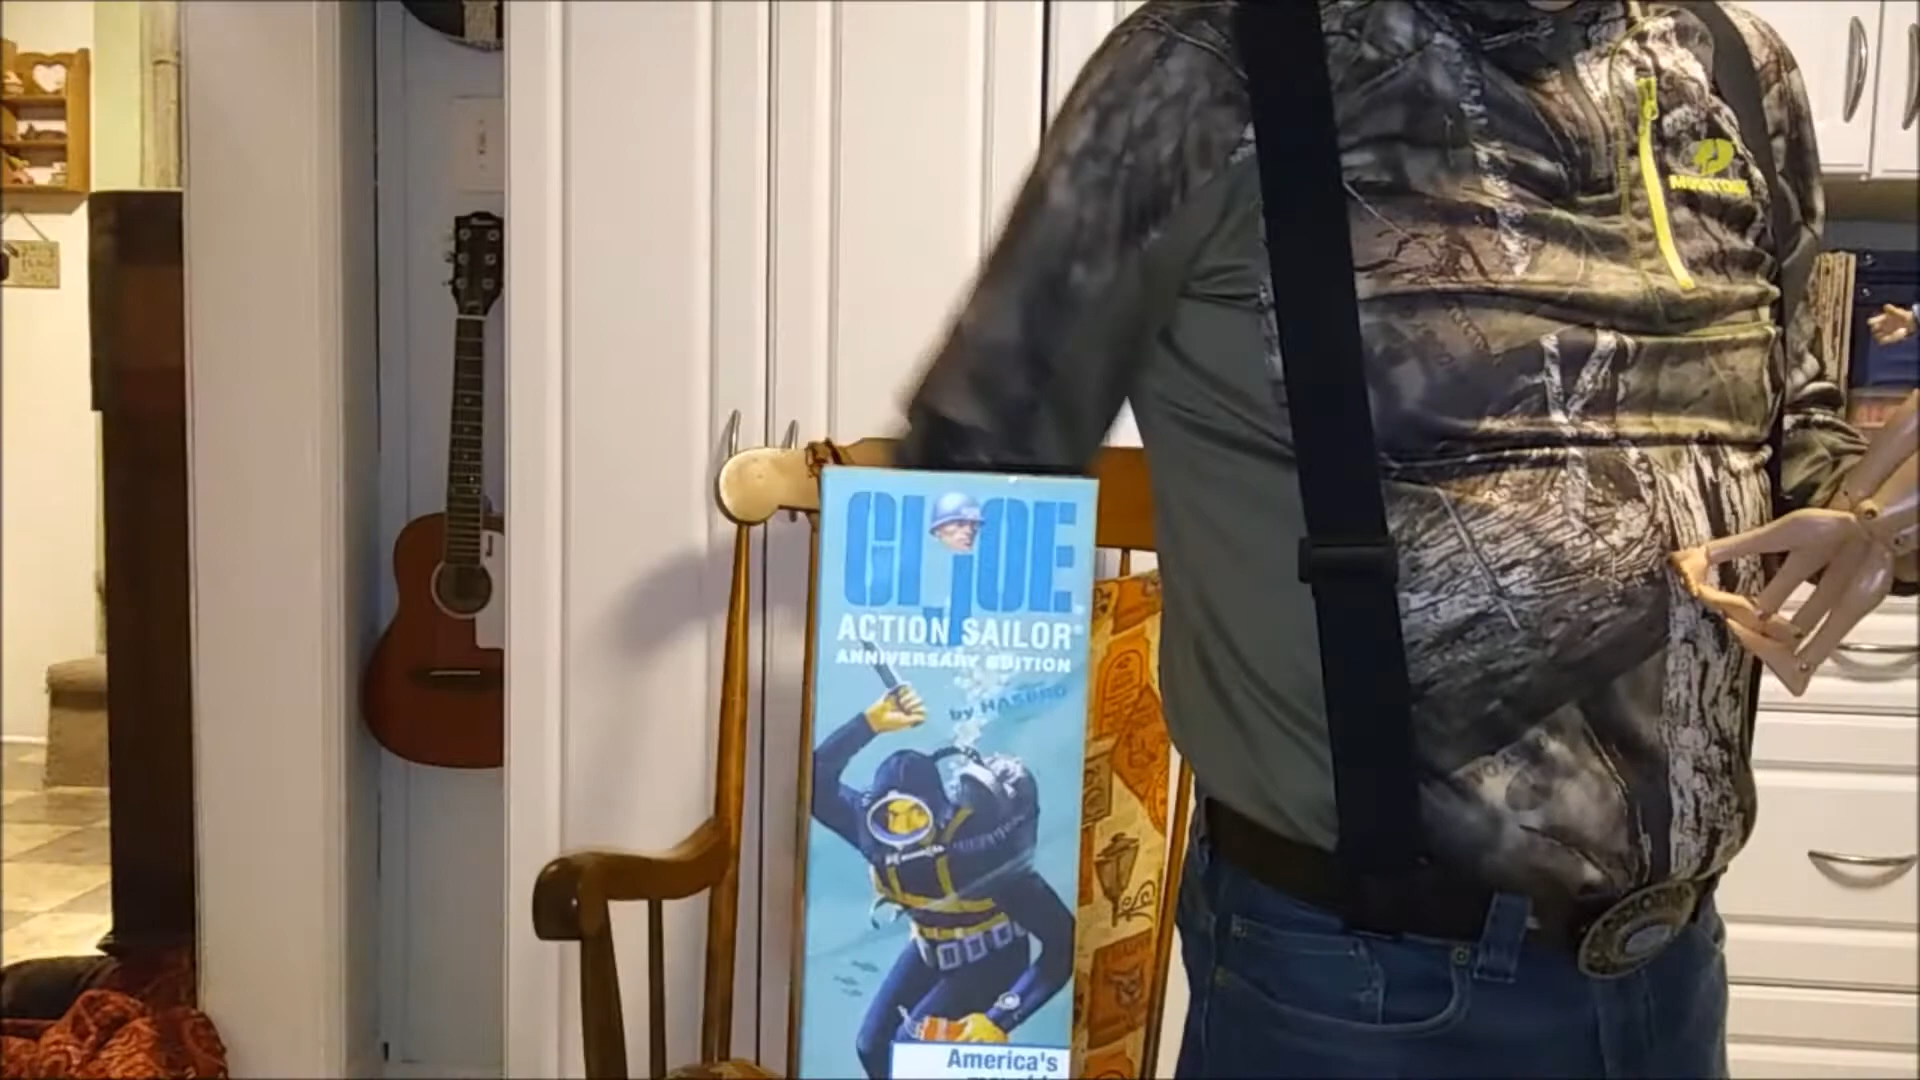 GI JOE
ACTION SAILOR®
ANNIVERSARY EDITION
by HASBRO
America's